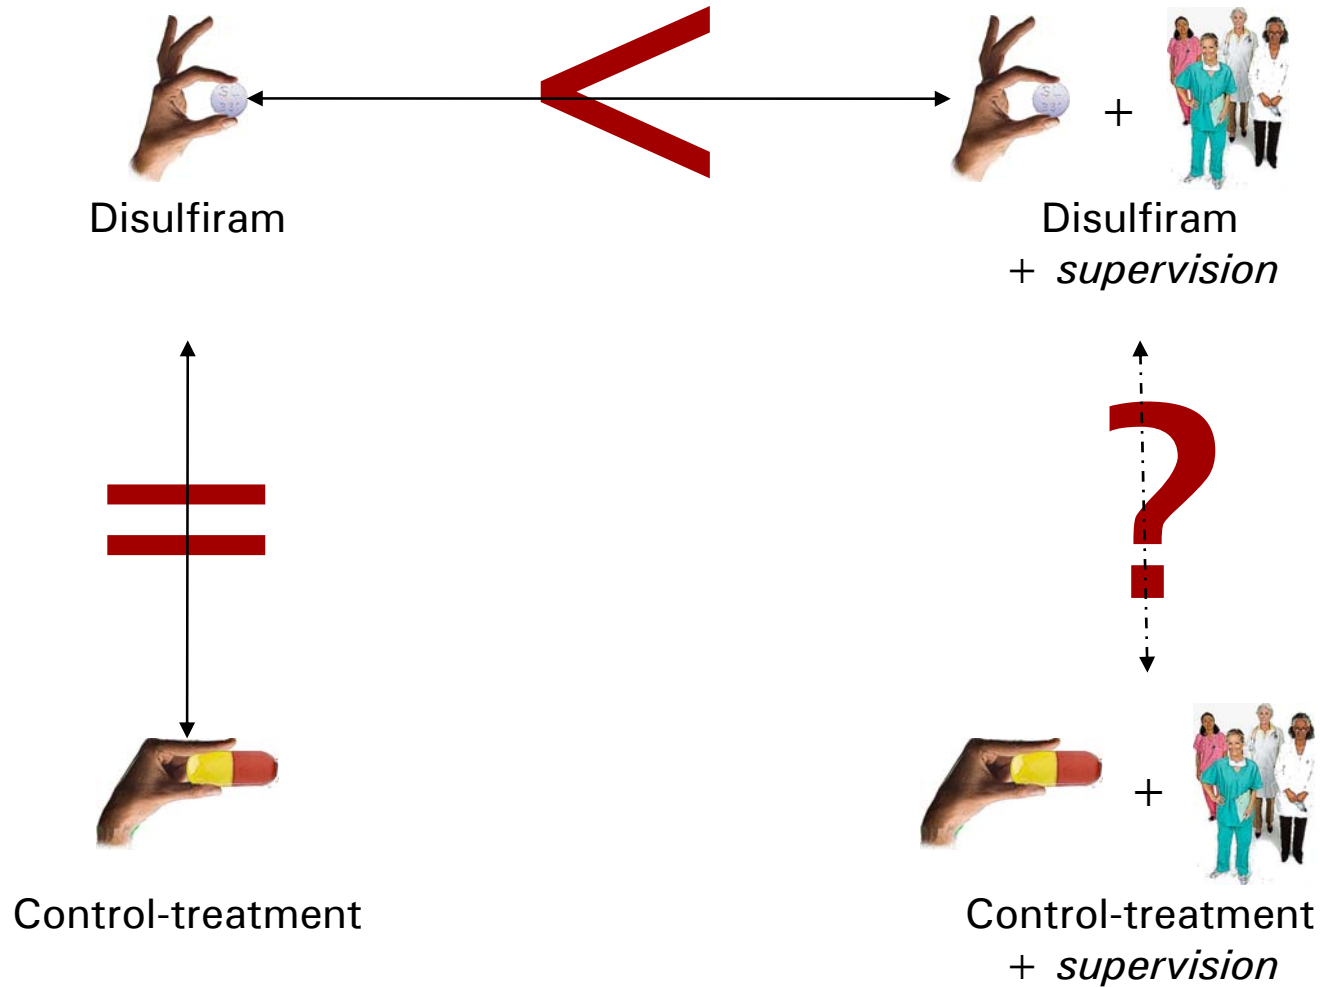 <
+
Disulfiram
Disulfiram
+ supervision
=
?
+
Control-treatment
Control-treatment
+ supervision